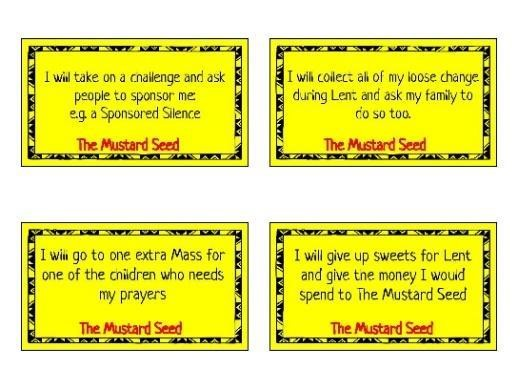 I will take on a challenge and ask
people to sponsor me:
e.g. a Sponsored Silence
The Mustard Seed
I will collect all of my loose change
during Lent and ask my family to
do so too.
The Mustard Seed
I will go to one extra Mass for
one of the children who needs
my prayers
The Mustard Seed
I will give up sweets for Lent
and give the money I would
spend to The Mustard Seed
The Mustard Seed